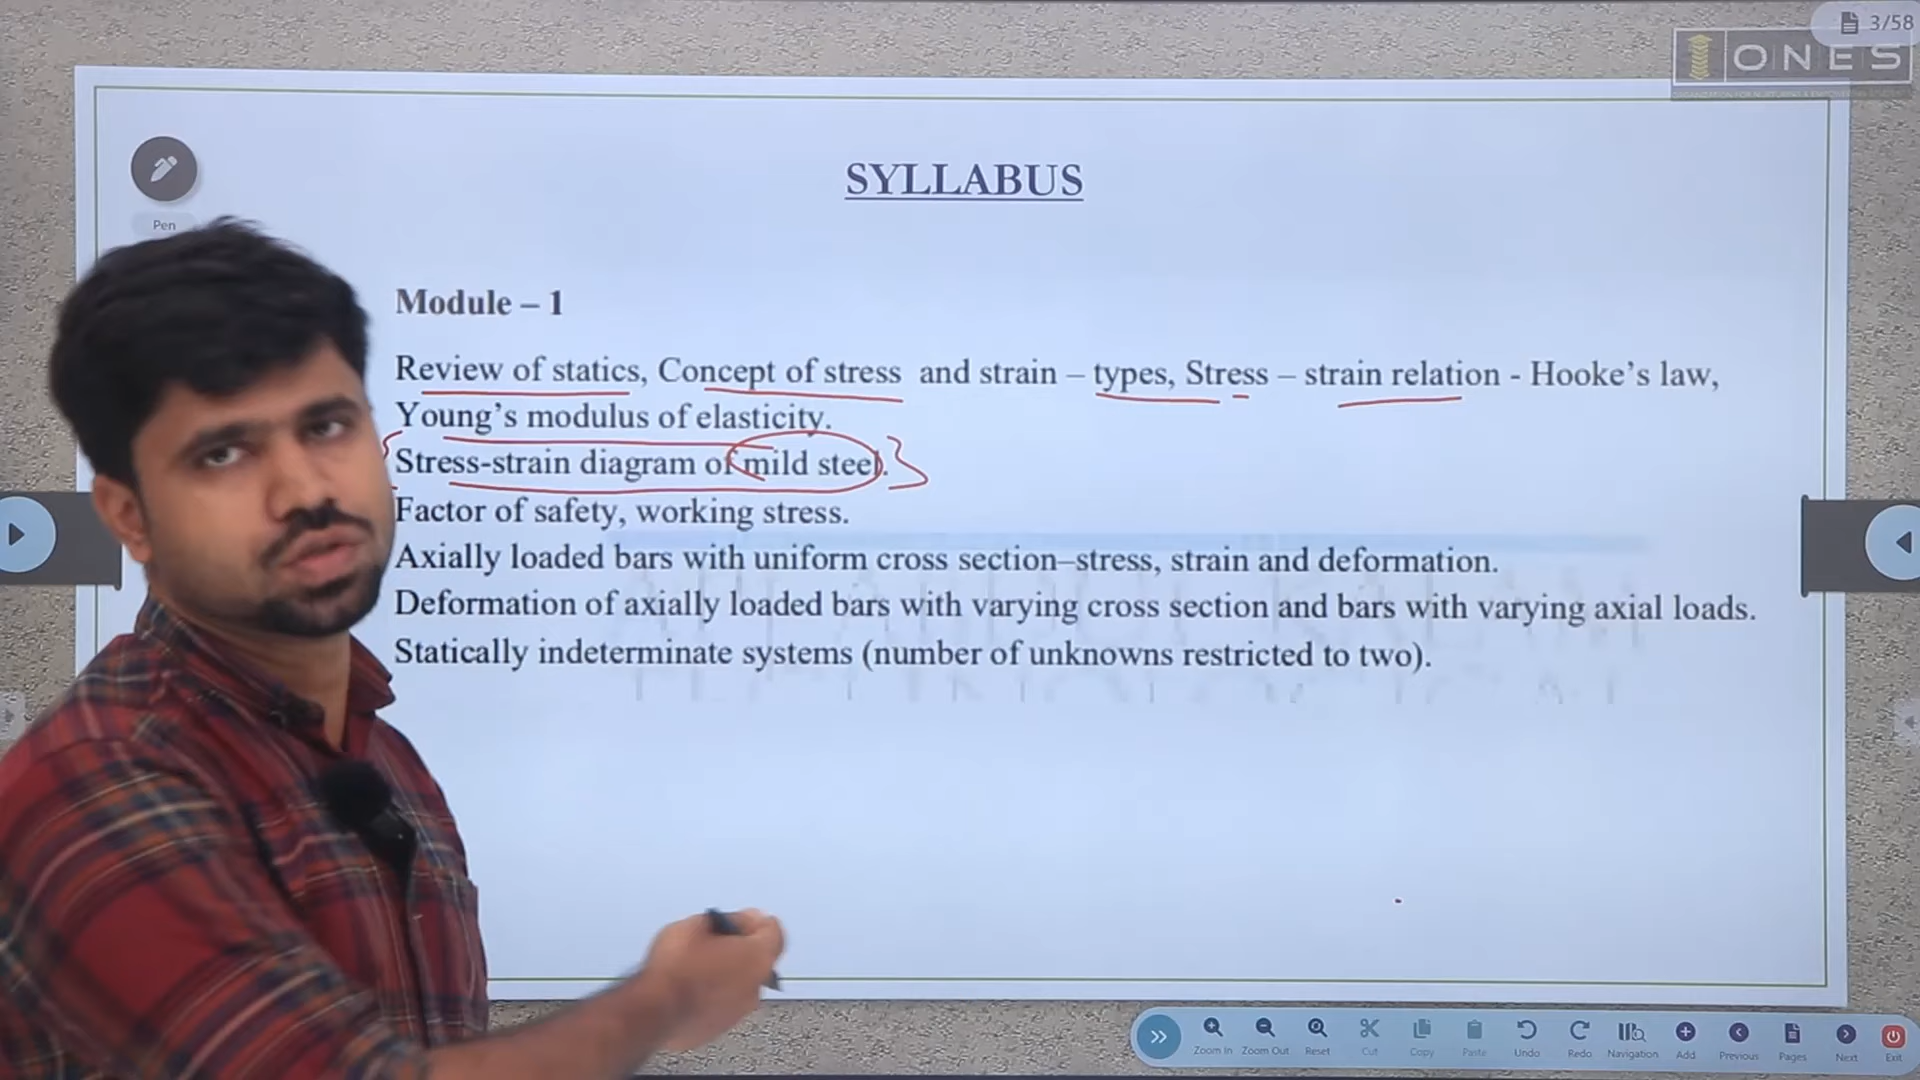 3/58
ONES
Pen
SYLLABUS
Module – 1
Review of statics, Concept of stress and strain – types, Stress – strain relation - Hooke's law,
Young's modulus of elasticity.
Stress-strain diagram of mild steel.
Factor of safety, working stress.
Axially loaded bars with uniform cross section–stress, strain and deformation.
Deformation of axially loaded bars with varying cross section and bars with varying axial loads.
Statically indeterminate systems (number of unknowns restricted to two).
Zoom In Zoom Out Reset Cut Copy Paste Undo Redo Navigation Add Previous Pages Next Exit